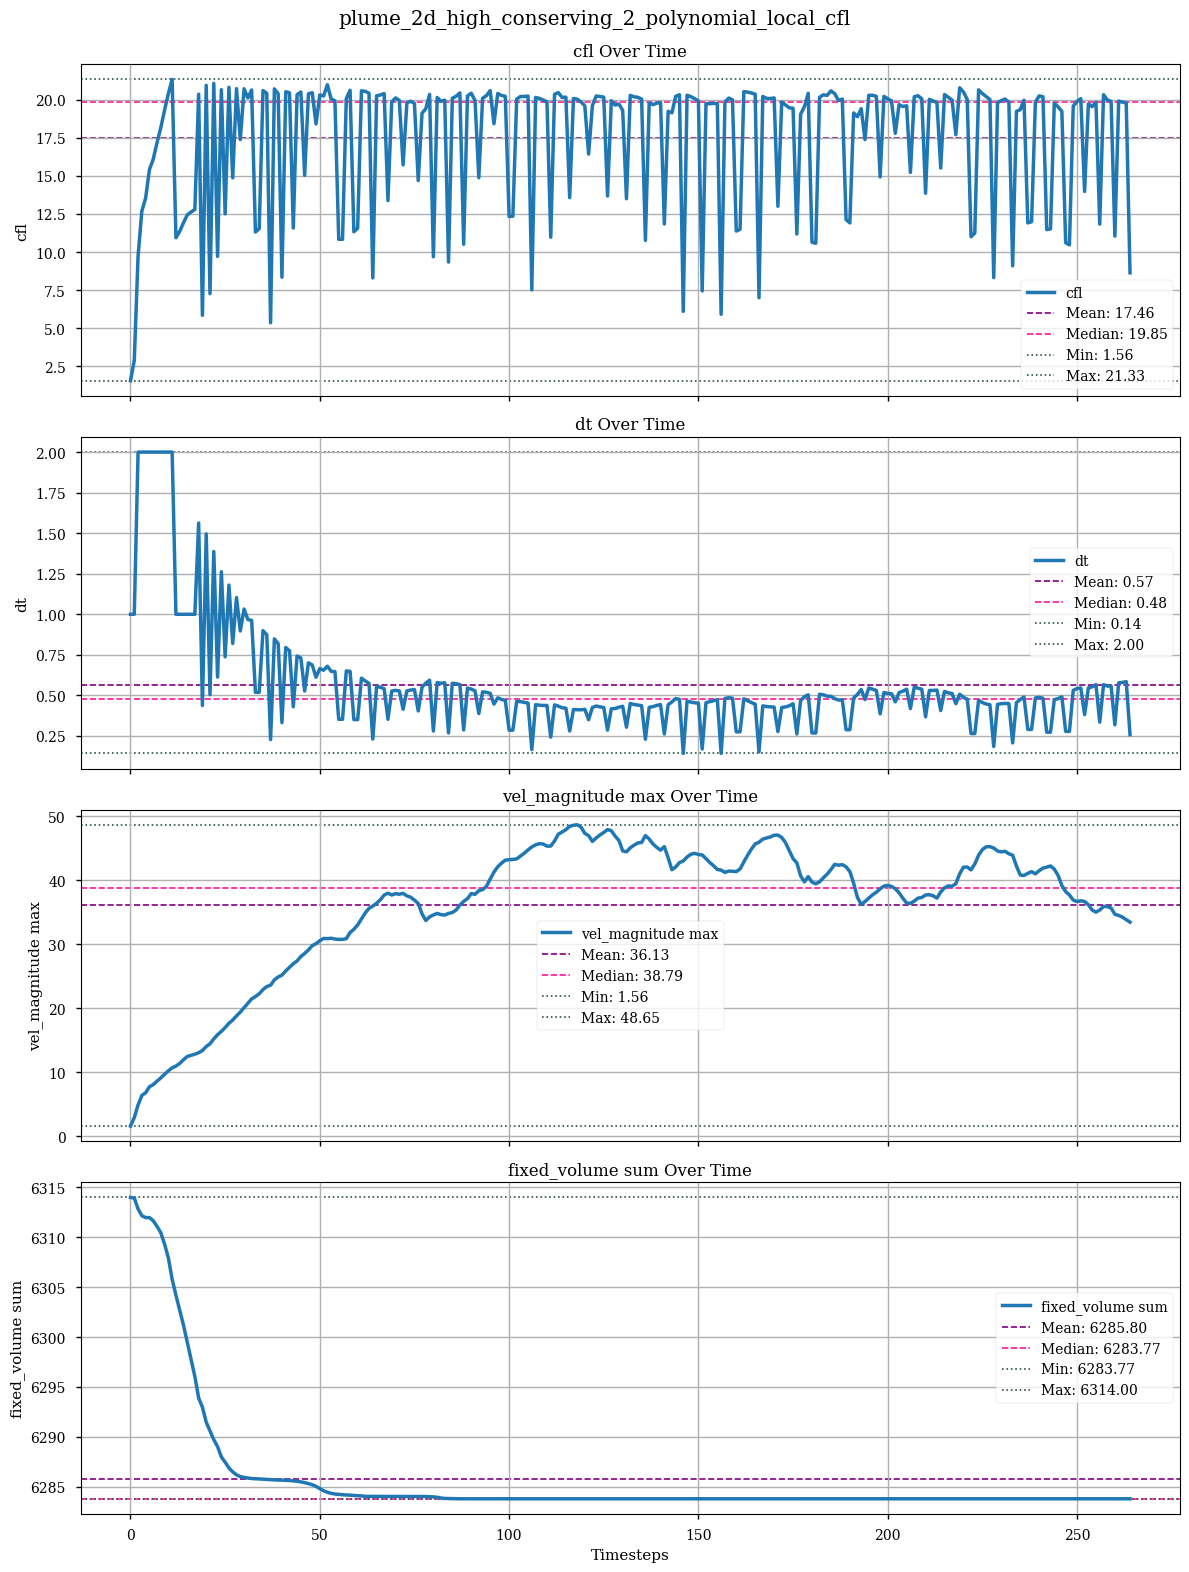 plume_2d_high_conserving_2_polynomial_local_cfl
cfl Over Time
cfl
20.0
17.5
15.0
12.5
10.0
7.5
5.0
2.5
cfl
Mean: 17.46
Median: 19.85
Min: 1.56
Max: 21.33
dt Over Time
dt
2.00
1.75
1.50
1.25
1.00
0.75
0.50
0.25
dt
Mean: 0.57
Median: 0.48
Min: 0.14
Max: 2.00
vel_magnitude max Over Time
vel_magnitude max
50
40
30
20
10
0
vel_magnitude max
Mean: 36.13
Median: 38.79
Min: 1.56
Max: 48.65
fixed_volume sum Over Time
fixed_volume sum
6315
6310
6305
6300
6295
6290
6285
fixed_volume sum
Mean: 6285.80
Median: 6283.77
Min: 6283.77
Max: 6314.00
0 50 100 150 200 250
Timesteps